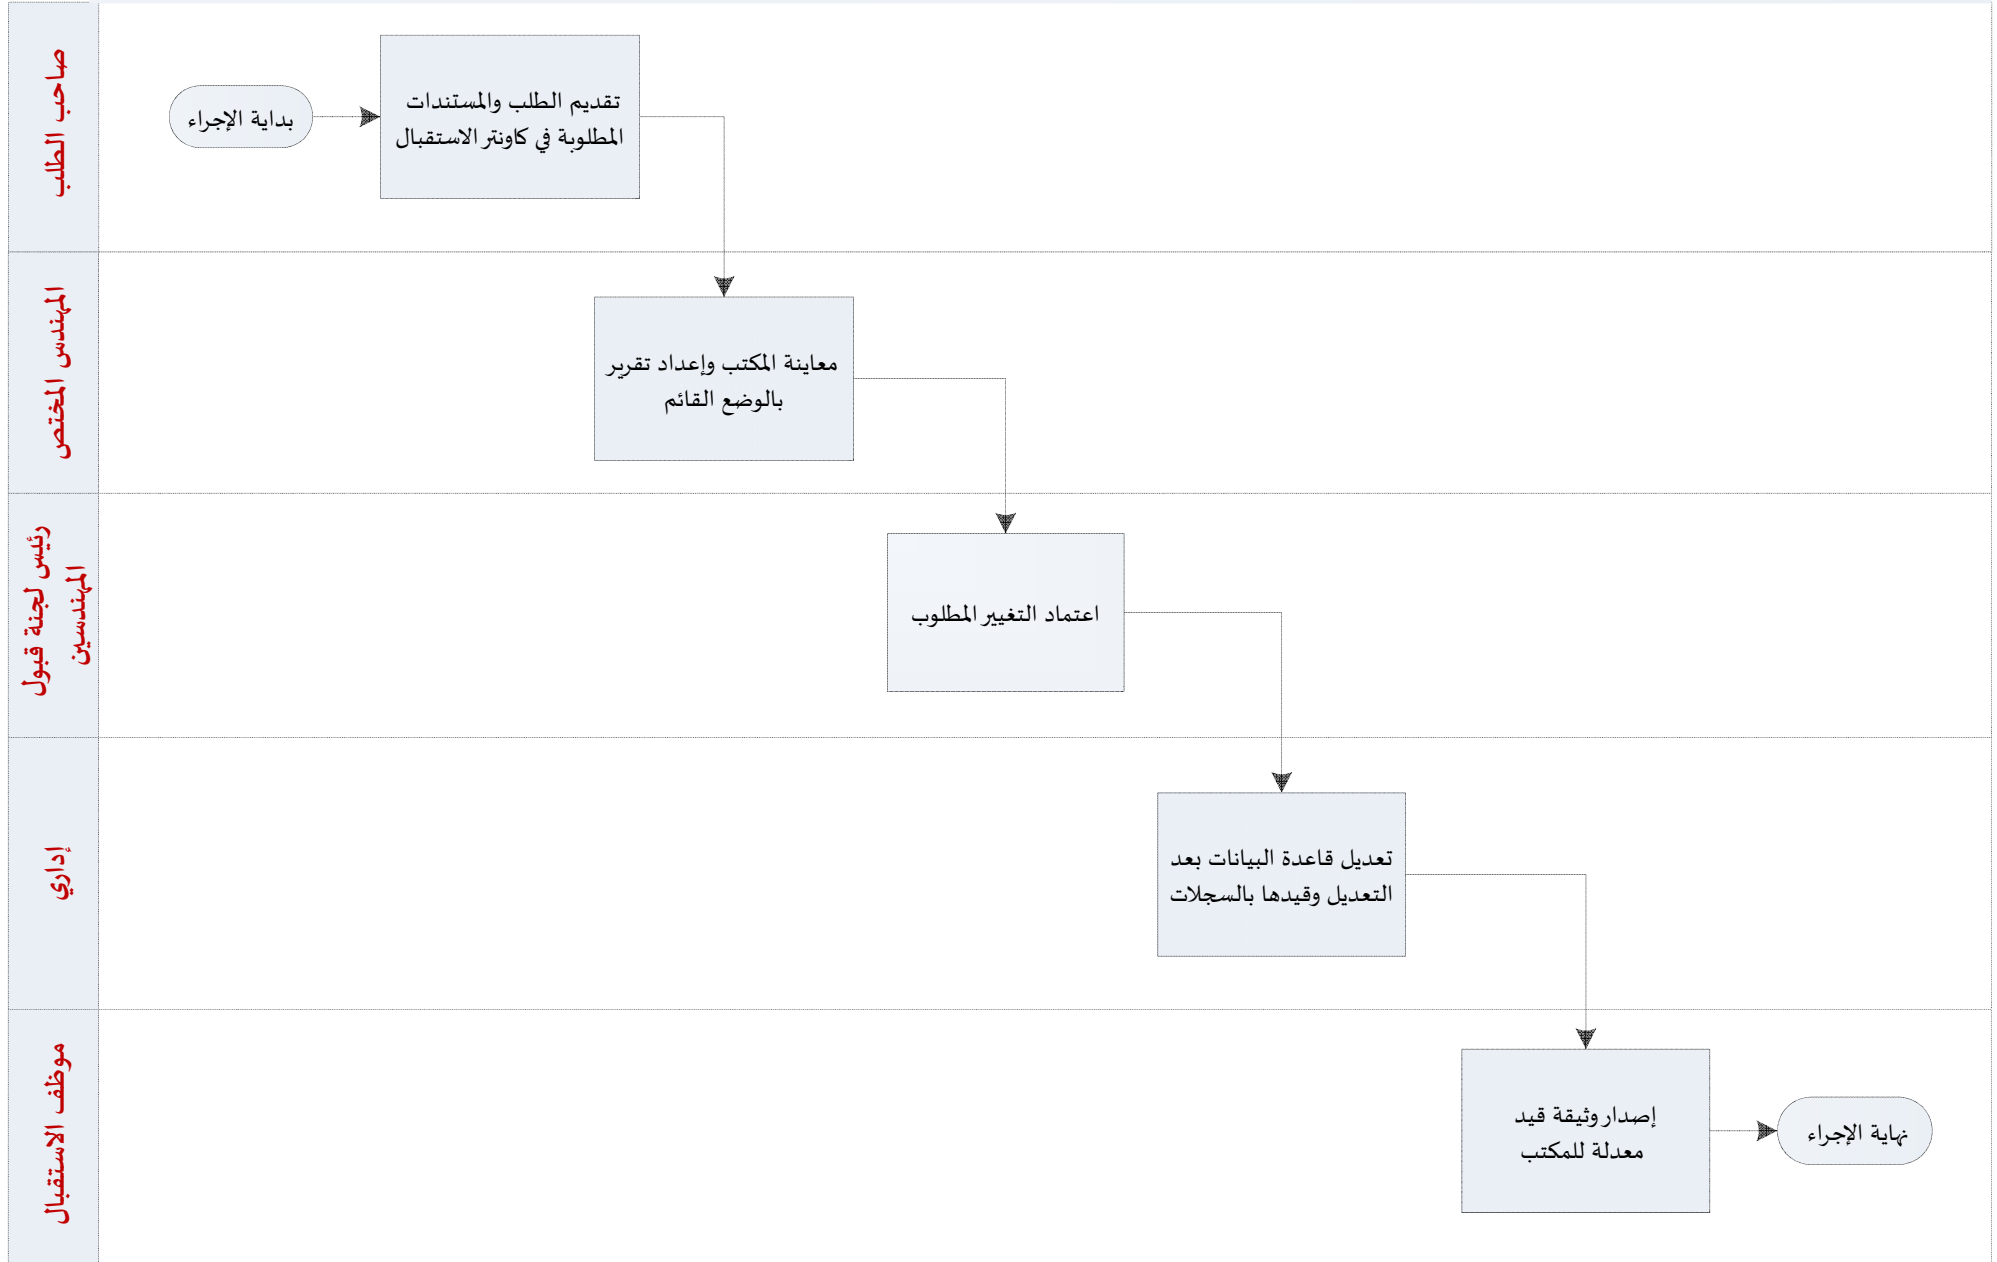 صاحب الطلب
بداية الإجراء
تقديم الطلب والمستندات
المطلوبة في كاونتر الاستقبال
المهندس المختص
معاينة المكتب وإعداد تقرير
بالوضع القائم
رئيس لجنة قبول
المهندسين
اعتماد التغيير المطلوب
إداري
تعديل قاعدة البيانات بعد
التعديل وقيدها بالسجلات
موظف الاستقبال
إصدار وثيقة قيد
معدلة للمكتب
نهاية الإجراء